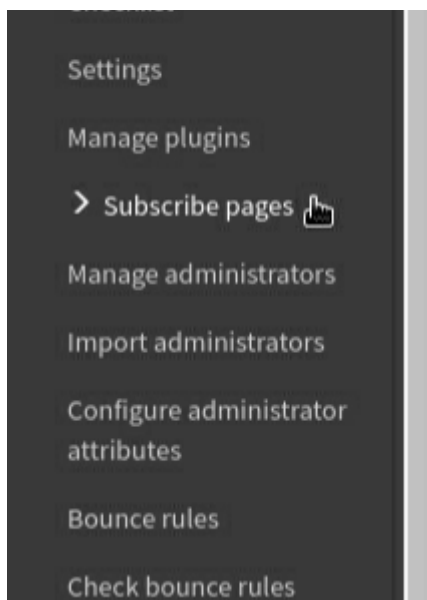 Settings
Manage plugins
Subscribe pages
Manage administrators
Import administrators
Configure administrator
attributes
Bounce rules
Check bounce rules